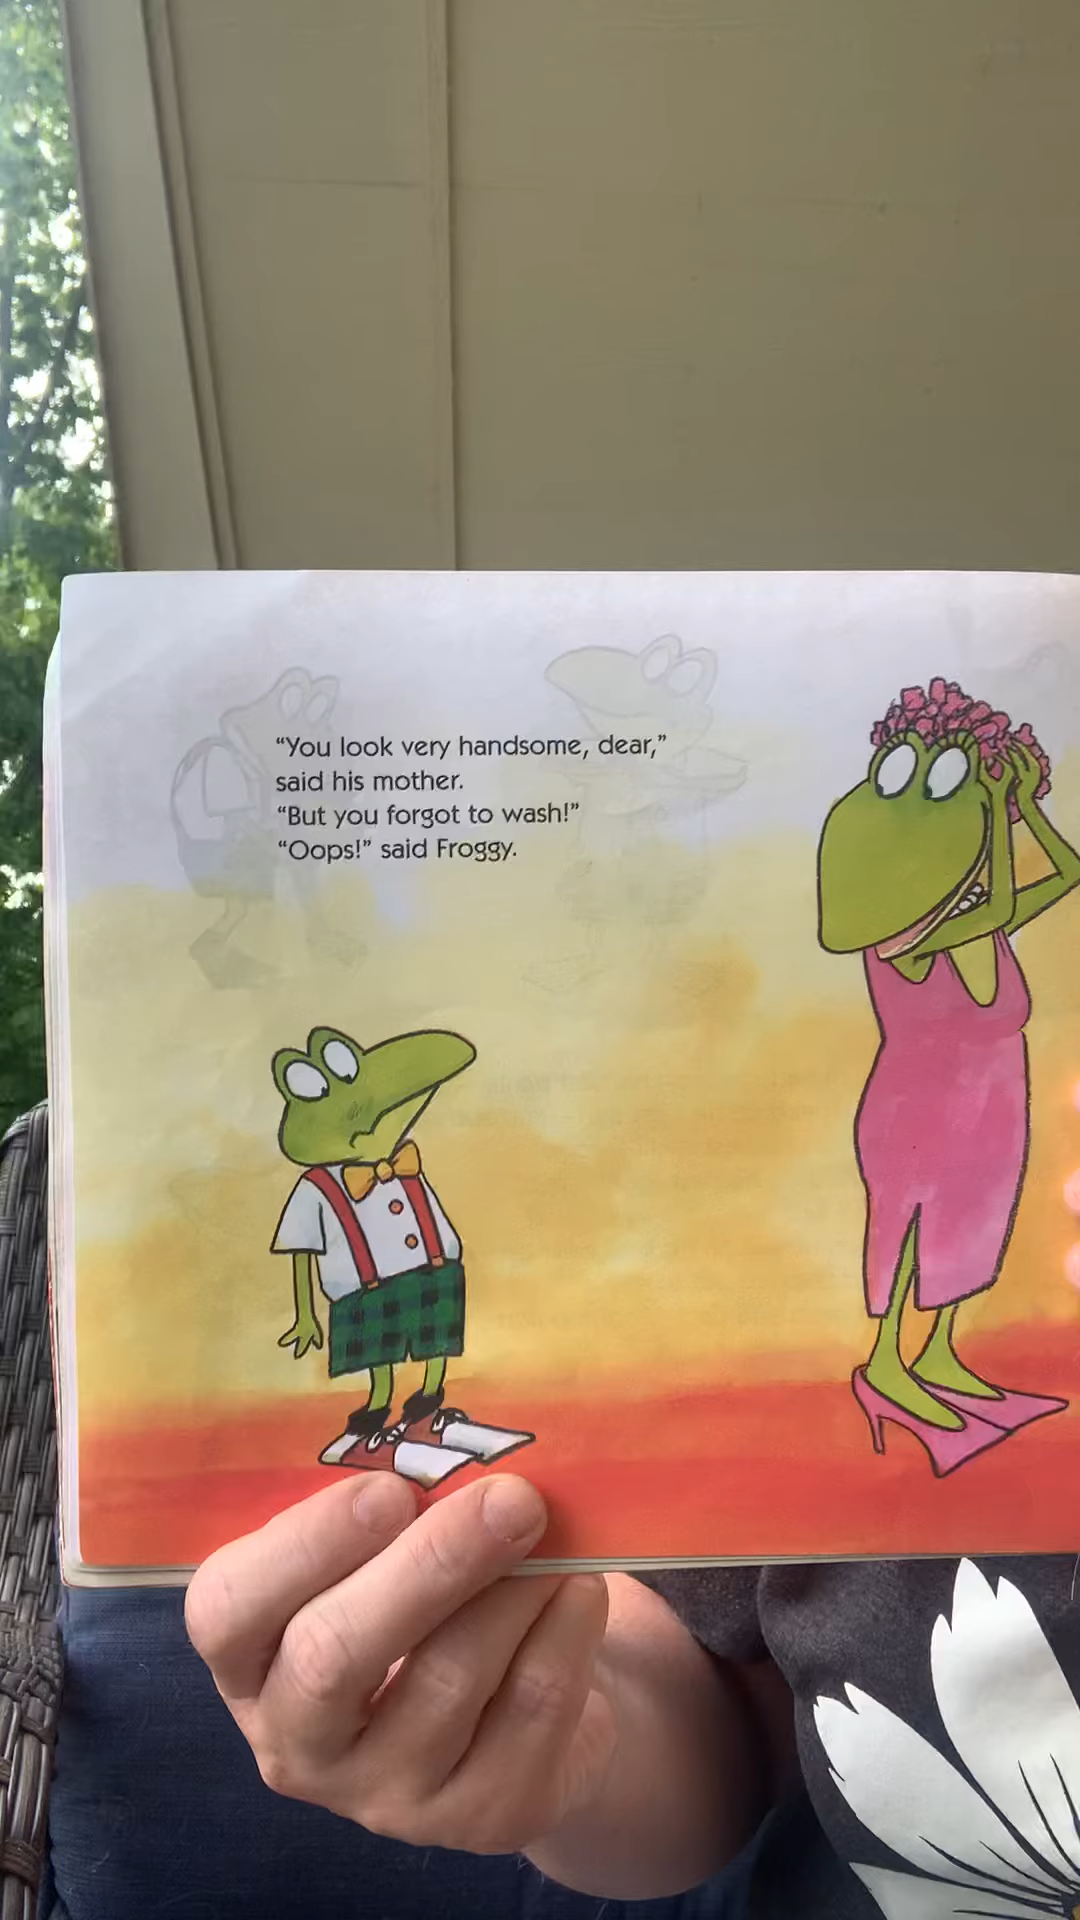 “You look very handsome, dear,”
said his mother.
“But you forgot to wash!”
“Oops!” said Froggy.